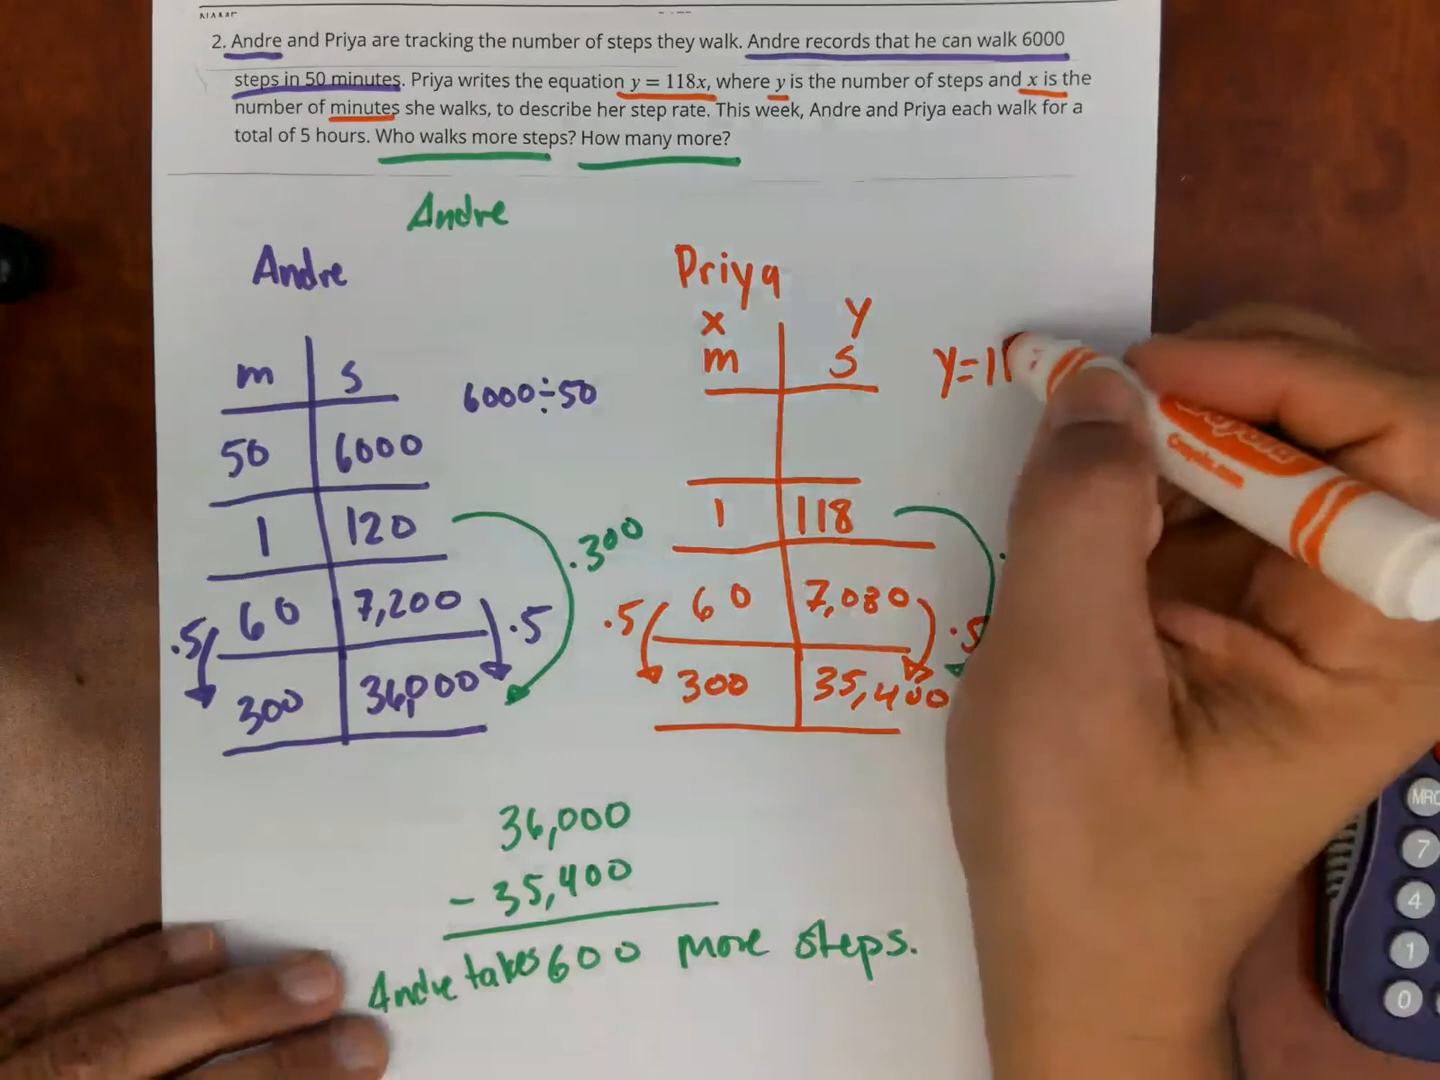 2. Andre and Priya are tracking the number of steps they walk. Andre records that he can walk 6000
steps in 50 minutes. Priya writes the equation y = 118x, where y is the number of steps and x is the
number of minutes she walks, to describe her step rate. This week, Andre and Priya each walk for a
total of 5 hours. Who walks more steps? How many more?
Andre
Andre
m s
50 6000
1 120
60 7,200
300 36,000
.5
.5
6000÷50
.300
Priya
x y
m s
1 118
60 7,080
300 35,400
.5
.5
y=11
36,000
- 35,400
Andre takes 600 more steps.
MRC
7
4
1
0